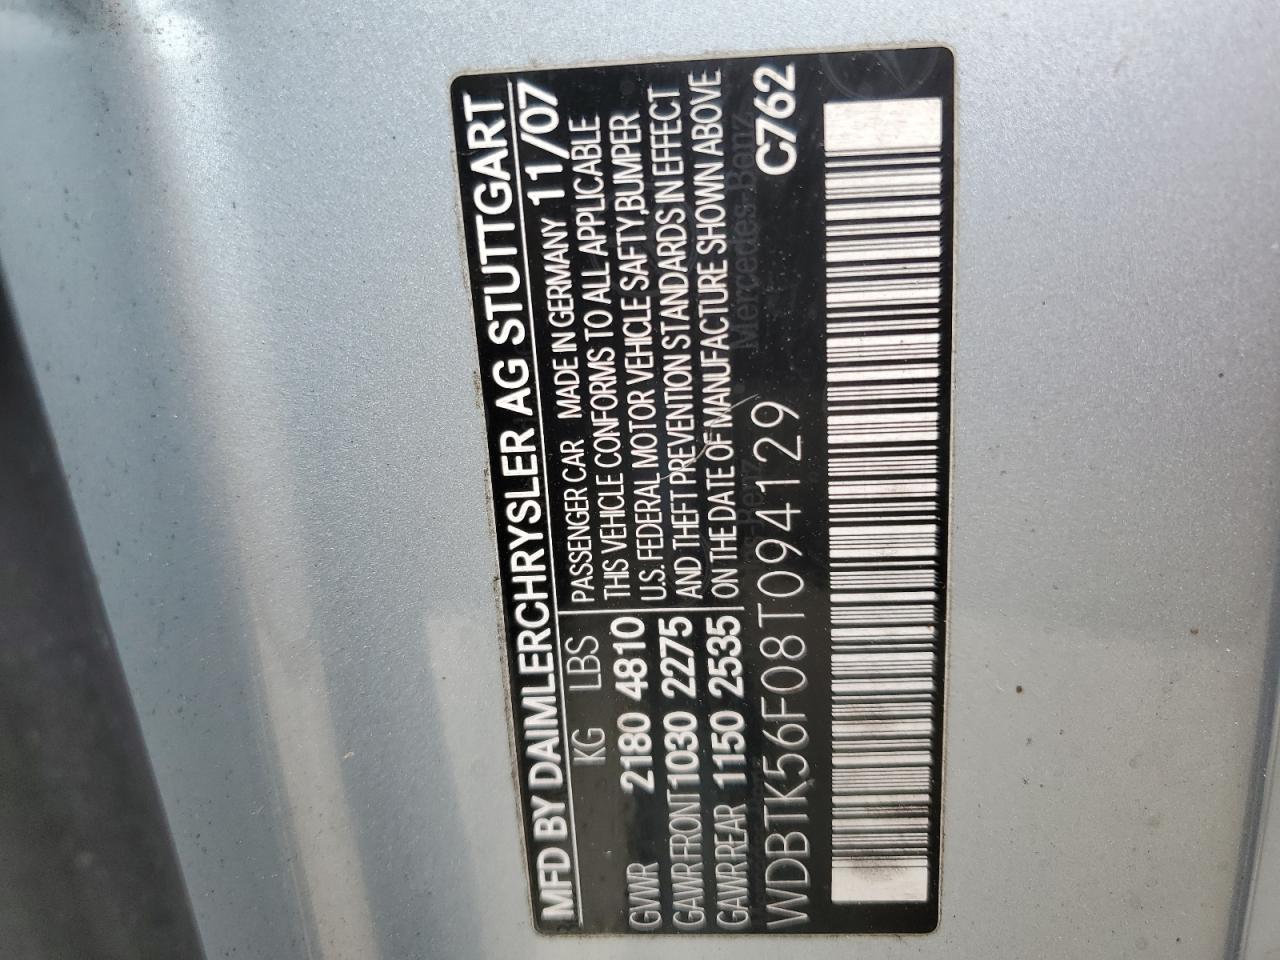 MFD BY DAIMLERCHRYSLER AG STUTTGART
KG LBS PASSENGER CAR MADE IN GERMANY 11/07
THIS VEHICLE CONFORMS TO ALL APPLICABLE
GVWR 2180 4810 U.S. FEDERAL MOTOR VEHICLE SAFTY,BUMPER
GAWR FRONT 1030 2275 AND THEFT PREVENTION STANDARDS IN EFFECT
GAWR REAR 1150 2535 ON THE DATE OF MANUFACTURE SHOWN ABOVE
Mercedes-Benz
WDBTK56F08T094129 C762